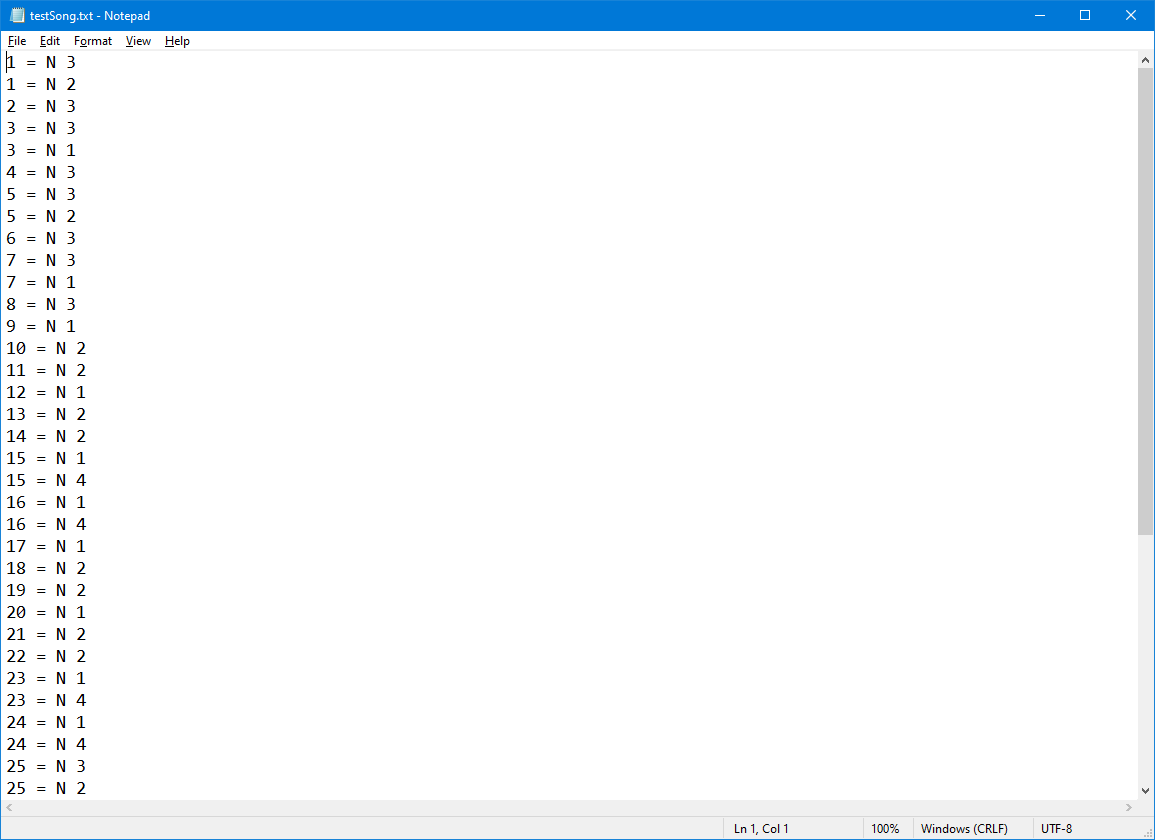 testSong.txt - Notepad
File Edit Format View Help
1 = N 3
1 = N 2
2 = N 3
3 = N 3
3 = N 1
4 = N 3
5 = N 3
5 = N 2
6 = N 3
7 = N 3
7 = N 1
8 = N 3
9 = N 1
10 = N 2
11 = N 2
12 = N 1
13 = N 2
14 = N 2
15 = N 1
15 = N 4
16 = N 1
16 = N 4
17 = N 1
18 = N 2
19 = N 2
20 = N 1
21 = N 2
22 = N 2
23 = N 1
23 = N 4
24 = N 1
24 = N 4
25 = N 3
25 = N 2
Ln 1, Col 1 100% Windows (CRLF) UTF-8